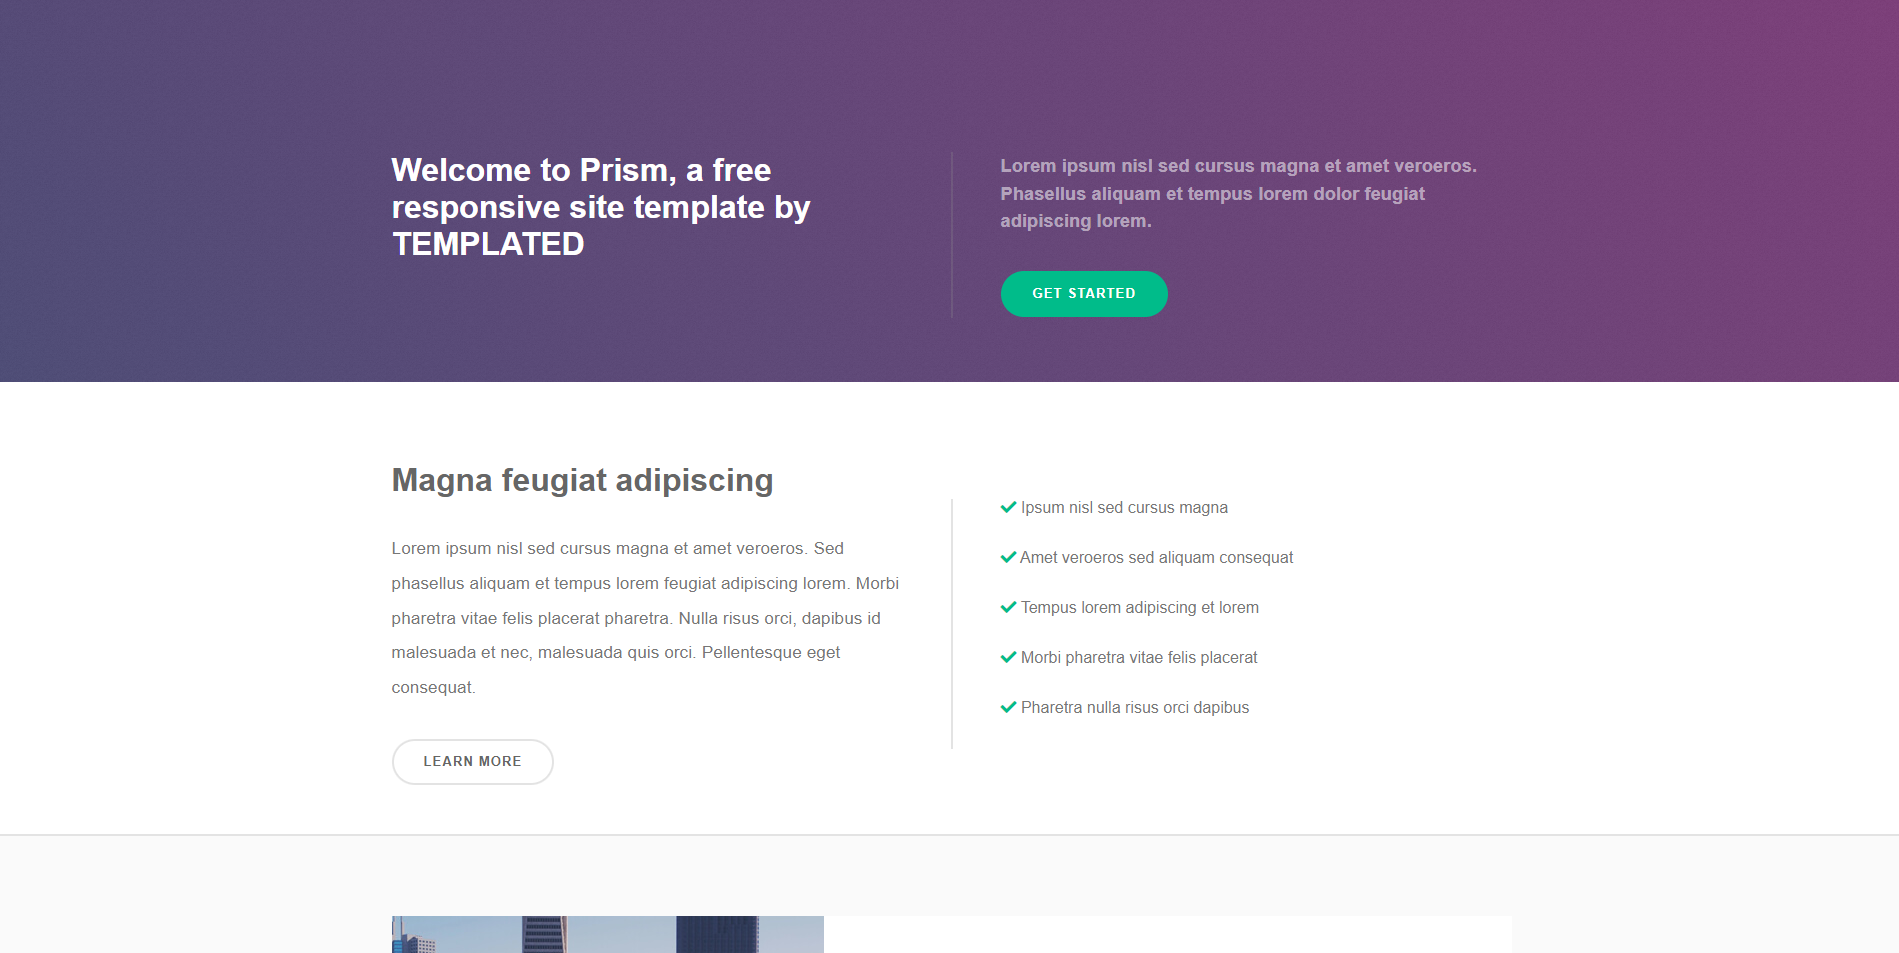 Welcome to Prism, a free
responsive site template by
TEMPLATED
Lorem ipsum nisl sed cursus magna et amet veroeros.
Phasellus aliquam et tempus lorem dolor feugiat
adipiscing lorem.
GET STARTED
Magna feugiat adipiscing
Lorem ipsum nisl sed cursus magna et amet veroeros. Sed
phasellus aliquam et tempus lorem feugiat adipiscing lorem. Morbi
pharetra vitae felis placerat pharetra. Nulla risus orci, dapibus id
malesuada et nec, malesuada quis orci. Pellentesque eget
consequat.
LEARN MORE
Ipsum nisl sed cursus magna
Amet veroeros sed aliquam consequat
Tempus lorem adipiscing et lorem
Morbi pharetra vitae felis placerat
Pharetra nulla risus orci dapibus